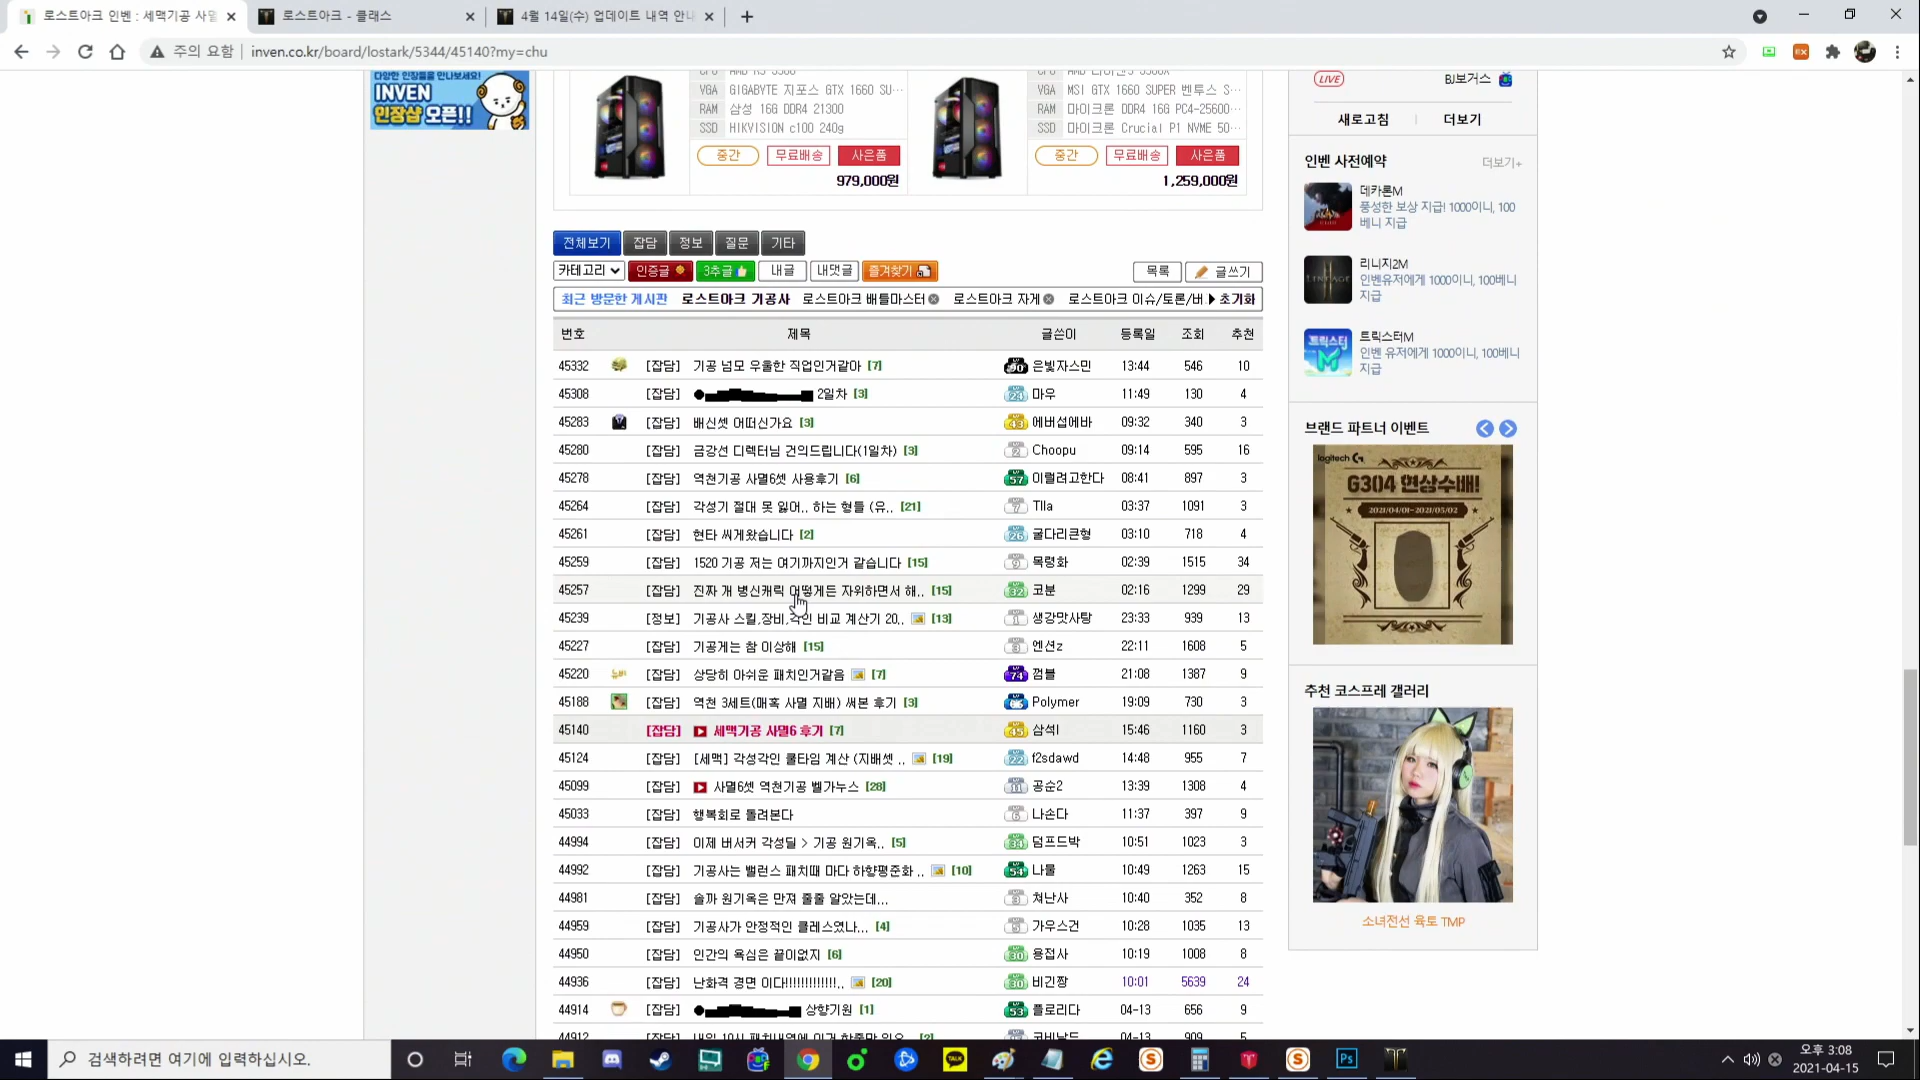 로스트아크 인벤 : 세맥기공 사멸
로스트아크 - 클래스
4월 14일(수) 업데이트 내역 안내
주의 요함
inven.co.kr/board/lostark/5344/45140?my=chu
다양한 인장들을 만나보세요!
INVEN
인장샵 오픈!!
VGA GIGABYTE 지포스 GTX 1660 SU...
RAM 삼성 16G DDR4 21300
SSD HIKVISION c100 240g
중간 무료배송 사은품
979,000원
VGA MSI GTX 1660 SUPER 벤투스 S...
RAM 마이크론 DDR4 16G PC4-25600...
SSD 마이크론 Crucial P1 NVME 50...
중간 무료배송 사은품
1,259,000원
전체보기 잡담 정보 질문 기타
카테고리 인증글 3추글 내글 내댓글 즐겨찾기 목록 글쓰기
최근 방문한 게시판 로스트아크 기공사 로스트아크 배틀마스터 로스트아크 자게 로스트아크 이슈/토론/버. 초기화
번호 제목 글쓴이 등록일 조회 추천
45332 [잡담] 기공 넘모 우울한 직업인거같아 [7] 은빛자스민 13:44 546 10
45308 [잡담] 2일차 [3] 마우 11:49 130 4
45283 [잡담] 배신셋 어떠신가요 [3] 에버섭에바 09:32 340 3
45280 [잡담] 금강선 디렉터님 건의드립니다(1일차) [3] Choopu 09:14 595 16
45278 [잡담] 역천기공 사멸6셋 사용후기 [6] 이럴려고한다 08:41 897 3
45264 [잡담] 각성기 절대 못 잃어.. 하는 형들 (유.. [21] Tlla 03:37 1091 3
45261 [잡담] 현타 씨게왔습니다 [2] 굴다리큰형 03:10 718 4
45259 [잡담] 1520 기공 저는 여기까지인거 같습니다 [15] 목령화 02:39 1515 34
45257 [잡담] 진짜 개 병신캐릭 어떻게든 자위하면서 해.. [15] 코분 02:16 1299 29
45239 [정보] 기공사 스킬,장비,각인 비교 계산기 20.. [13] 생강맛사탕 23:33 939 13
45227 [잡담] 기공게는 참 이상해 [15] 엔션z 22:11 1608 5
45220 [잡담] 상당히 아쉬운 패치인거같음 [7] 껌블 21:08 1387 9
45188 [잡담] 역천 3세트(매혹 사멸 지배) 써본 후기 [3] Polymer 19:09 730 3
45140 [잡담] 세맥기공 사멸6 후기 [7] 삼석I 15:46 1160 3
45124 [잡담] [세맥] 각성각인 쿨타임 계산 (지배셋 .. [19] f2sdawd 14:48 955 7
45099 [잡담] 사멸6셋 역천기공 벨가누스 [28] 공순2 13:39 1308 4
45033 [잡담] 행복회로 돌려본다 나손다 11:37 397 9
44994 [잡담] 이제 버서커 각성딜 > 기공 원기옥.. [5] 덤프드박 10:51 1023 3
44992 [잡담] 기공사는 밸런스 패치때 마다 하향평준화 .. [10] 나물 10:49 1263 15
44981 [잡담] 솔까 원기옥은 만져 줄줄 알았는데... 쳐난사 10:40 352 8
44959 [잡담] 기공사가 안정적인 클레스였나... [4] 가우스건 10:28 1035 13
44950 [잡담] 인간의 욕심은 끝이없지 [6] 용접사 10:19 1008 8
44936 [잡담] 난화격 경면 이다!!!!!!!!!!!!!.. [20] 비긴짱 10:01 5639 24
44914 [잡담] 상향기원 [1] 플로리다 04-13 656 9
LIVE BJ보거스
새로고침 더보기
인벤 사전예약 더보기+
데카론M
풍성한 보상 지급! 1000이니, 100
베니 지급
리니지2M
인벤유저에게 1000이니, 100베니
지급
트릭스터M
인벤 유저에게 1000이니, 100베니
지급
브랜드 파트너 이벤트
logitech G
G304 현상수배!
2021/04/01~2021/05/02
추천 코스프레 갤러리
소녀전선 육토 TMP
검색하려면 여기에 입력하십시오.
오후 3:08
2021-04-15